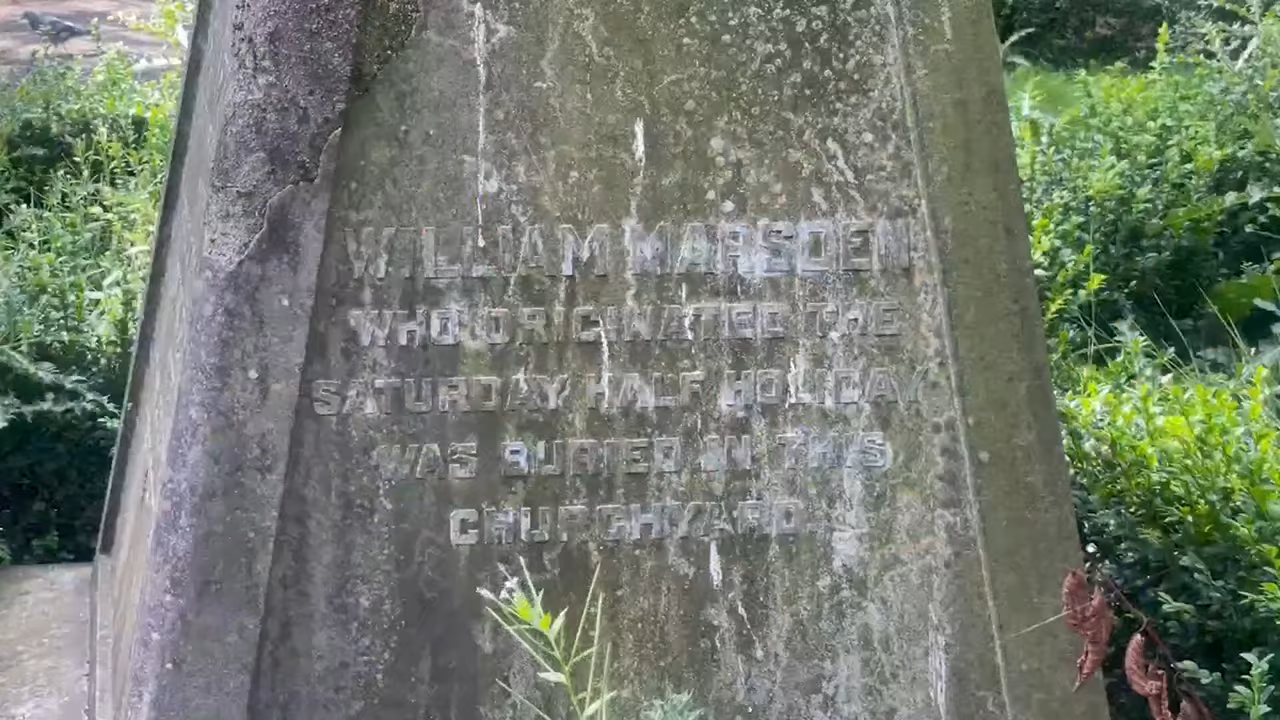 WILLIAM MARSDEN
WHO ORIGINATED THE
SATURDAY HALF HOLIDAY
WAS BURIED IN THIS
CHURCHYARD